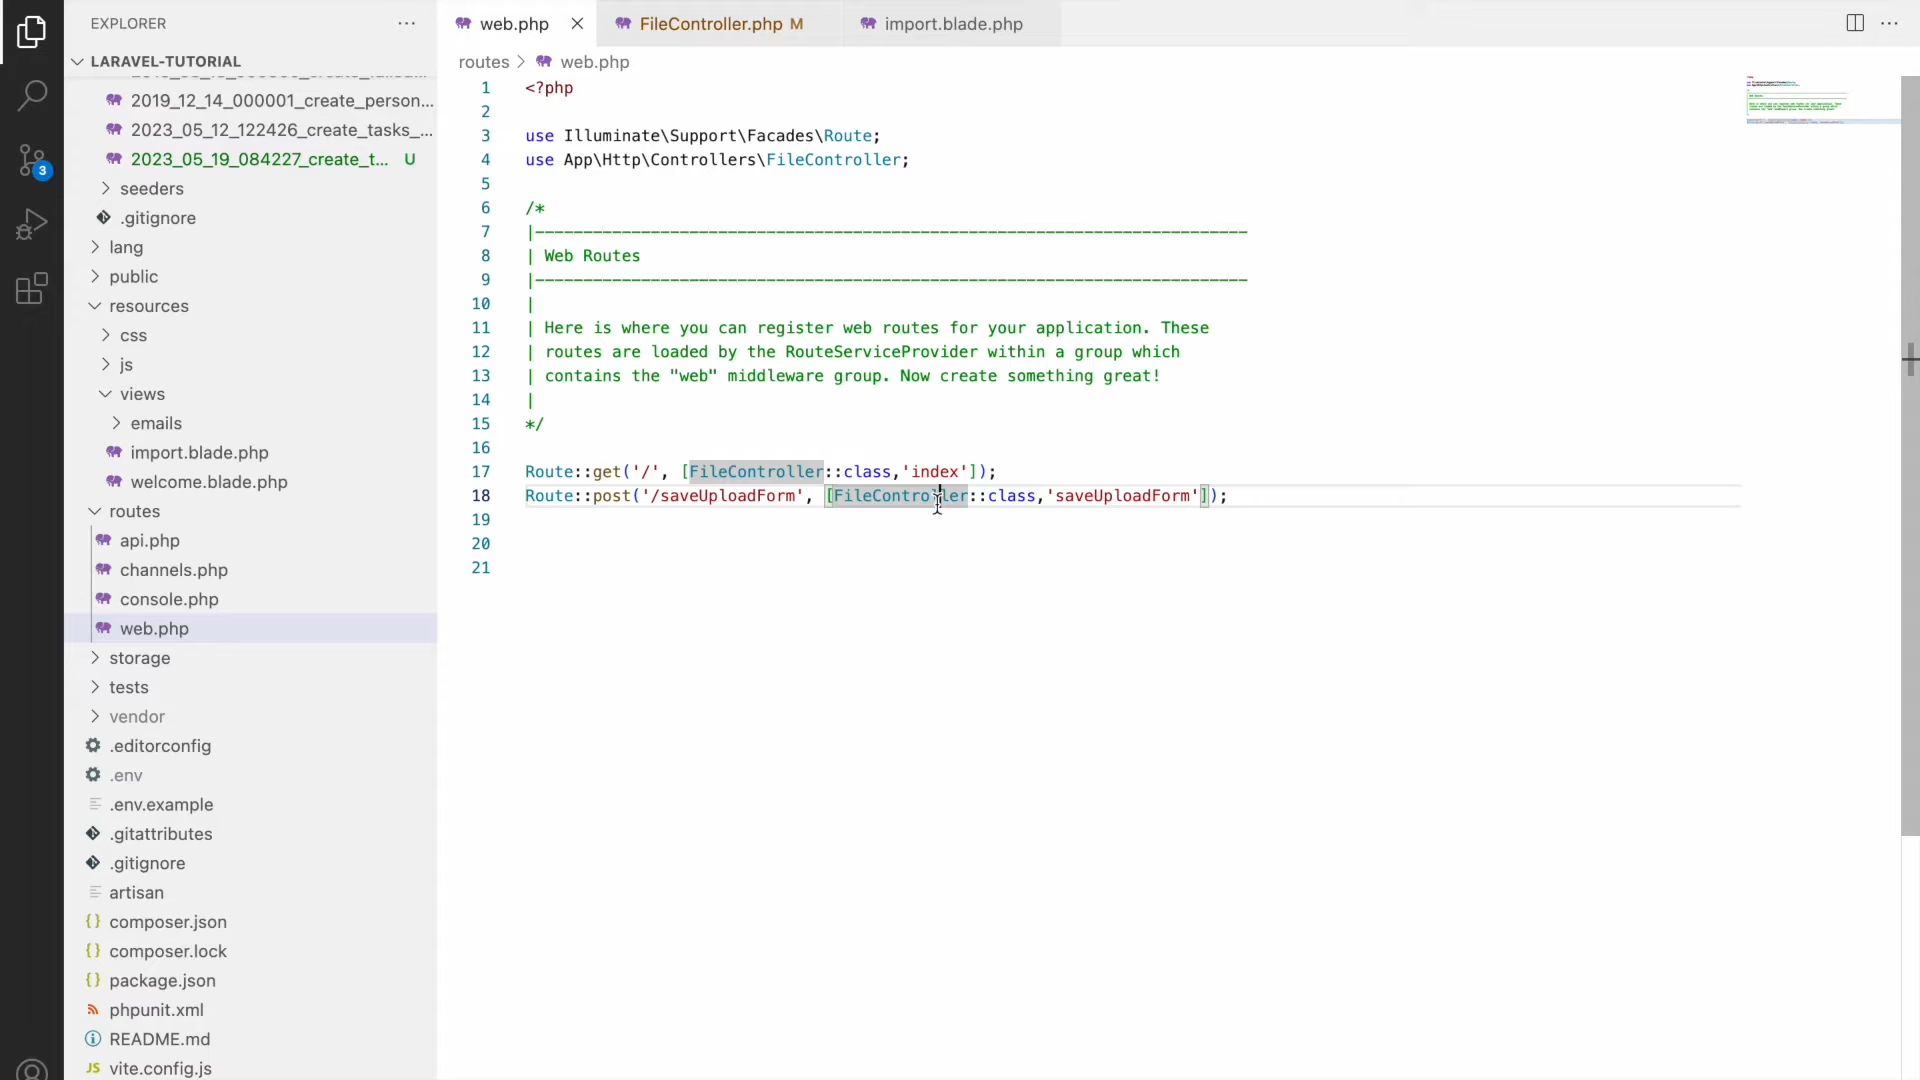 EXPLORER
LARAVEL-TUTORIAL
2019_12_14_000001_create_person...
2023_05_12_122426_create_tasks_...
2023_05_19_084227_create_t... U
seeders
.gitignore
lang
public
resources
css
js
views
emails
import.blade.php
welcome.blade.php
routes
api.php
channels.php
console.php
web.php
storage
tests
vendor
.editorconfig
.env
.env.example
.gitattributes
.gitignore
artisan
composer.json
composer.lock
package.json
phpunit.xml
README.md
JS vite.config.js
3
web.php
FileController.php M
import.blade.php
routes > web.php
1 <?php
2
3 use Illuminate\Support\Facades\Route;
4 use App\Http\Controllers\FileController;
5
6 /*
7 |--------------------------------------------------------------------------
8 | Web Routes
9 |--------------------------------------------------------------------------
10 |
11 | Here is where you can register web routes for your application. These
12 | routes are loaded by the RouteServiceProvider within a group which
13 | contains the "web" middleware group. Now create something great!
14 |
15 */
16
17 Route::get('/', [FileController::class,'index']);
18 Route::post('/saveUploadForm', [FileController::class,'saveUploadForm']);
19
20
21